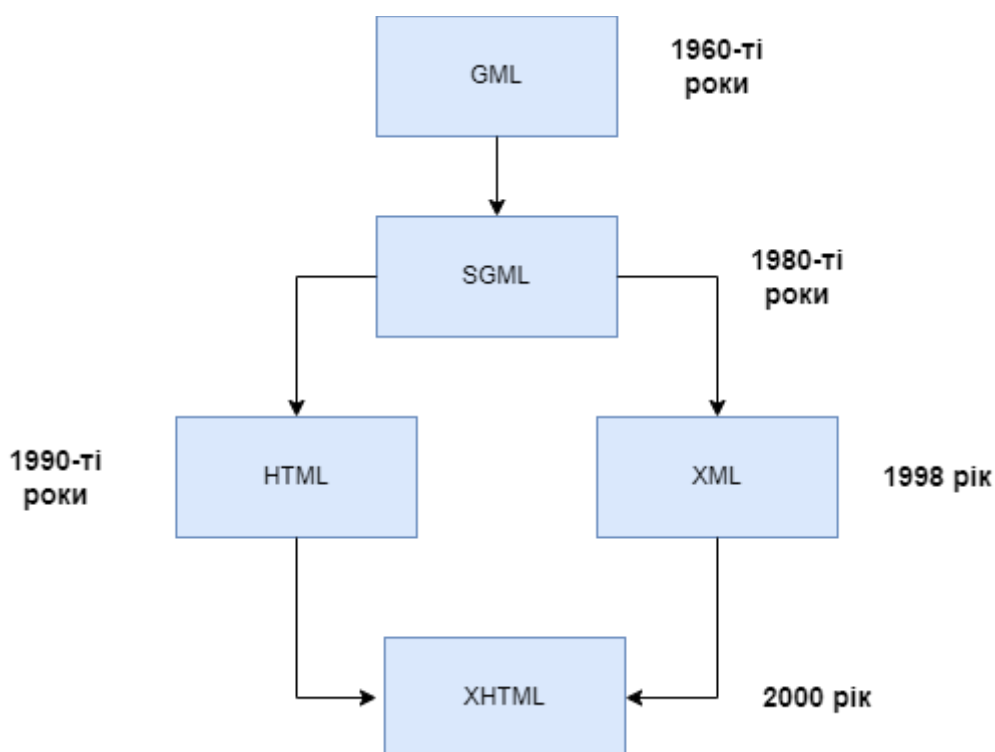 GML
1960-ті
роки
SGML
1980-ті
роки
1990-ті
роки
HTML
XML
1998 рік
XHTML
2000 рік